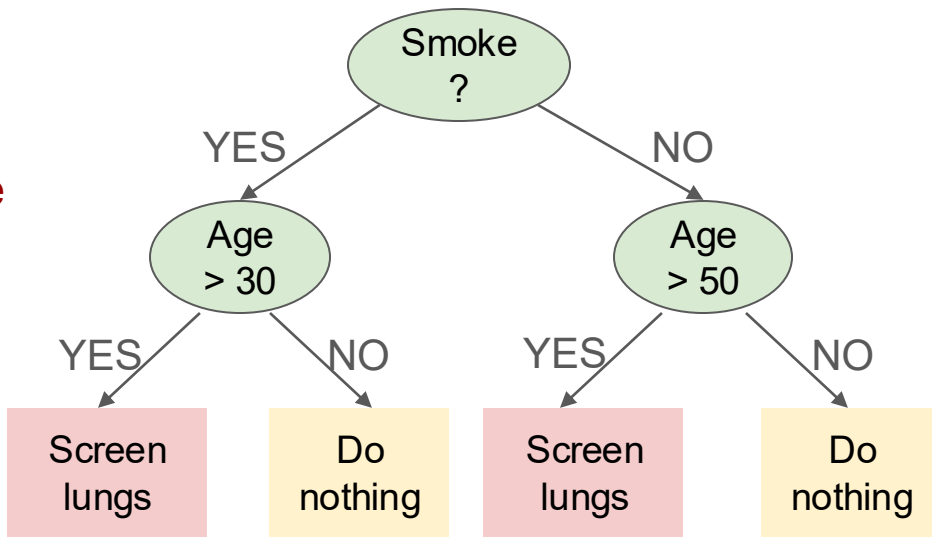 Smoke
?
YES
NO
e
Age
> 30
Age
> 50
YES
NO
YES
NO
Screen
lungs
Do
nothing
Screen
lungs
Do
nothing